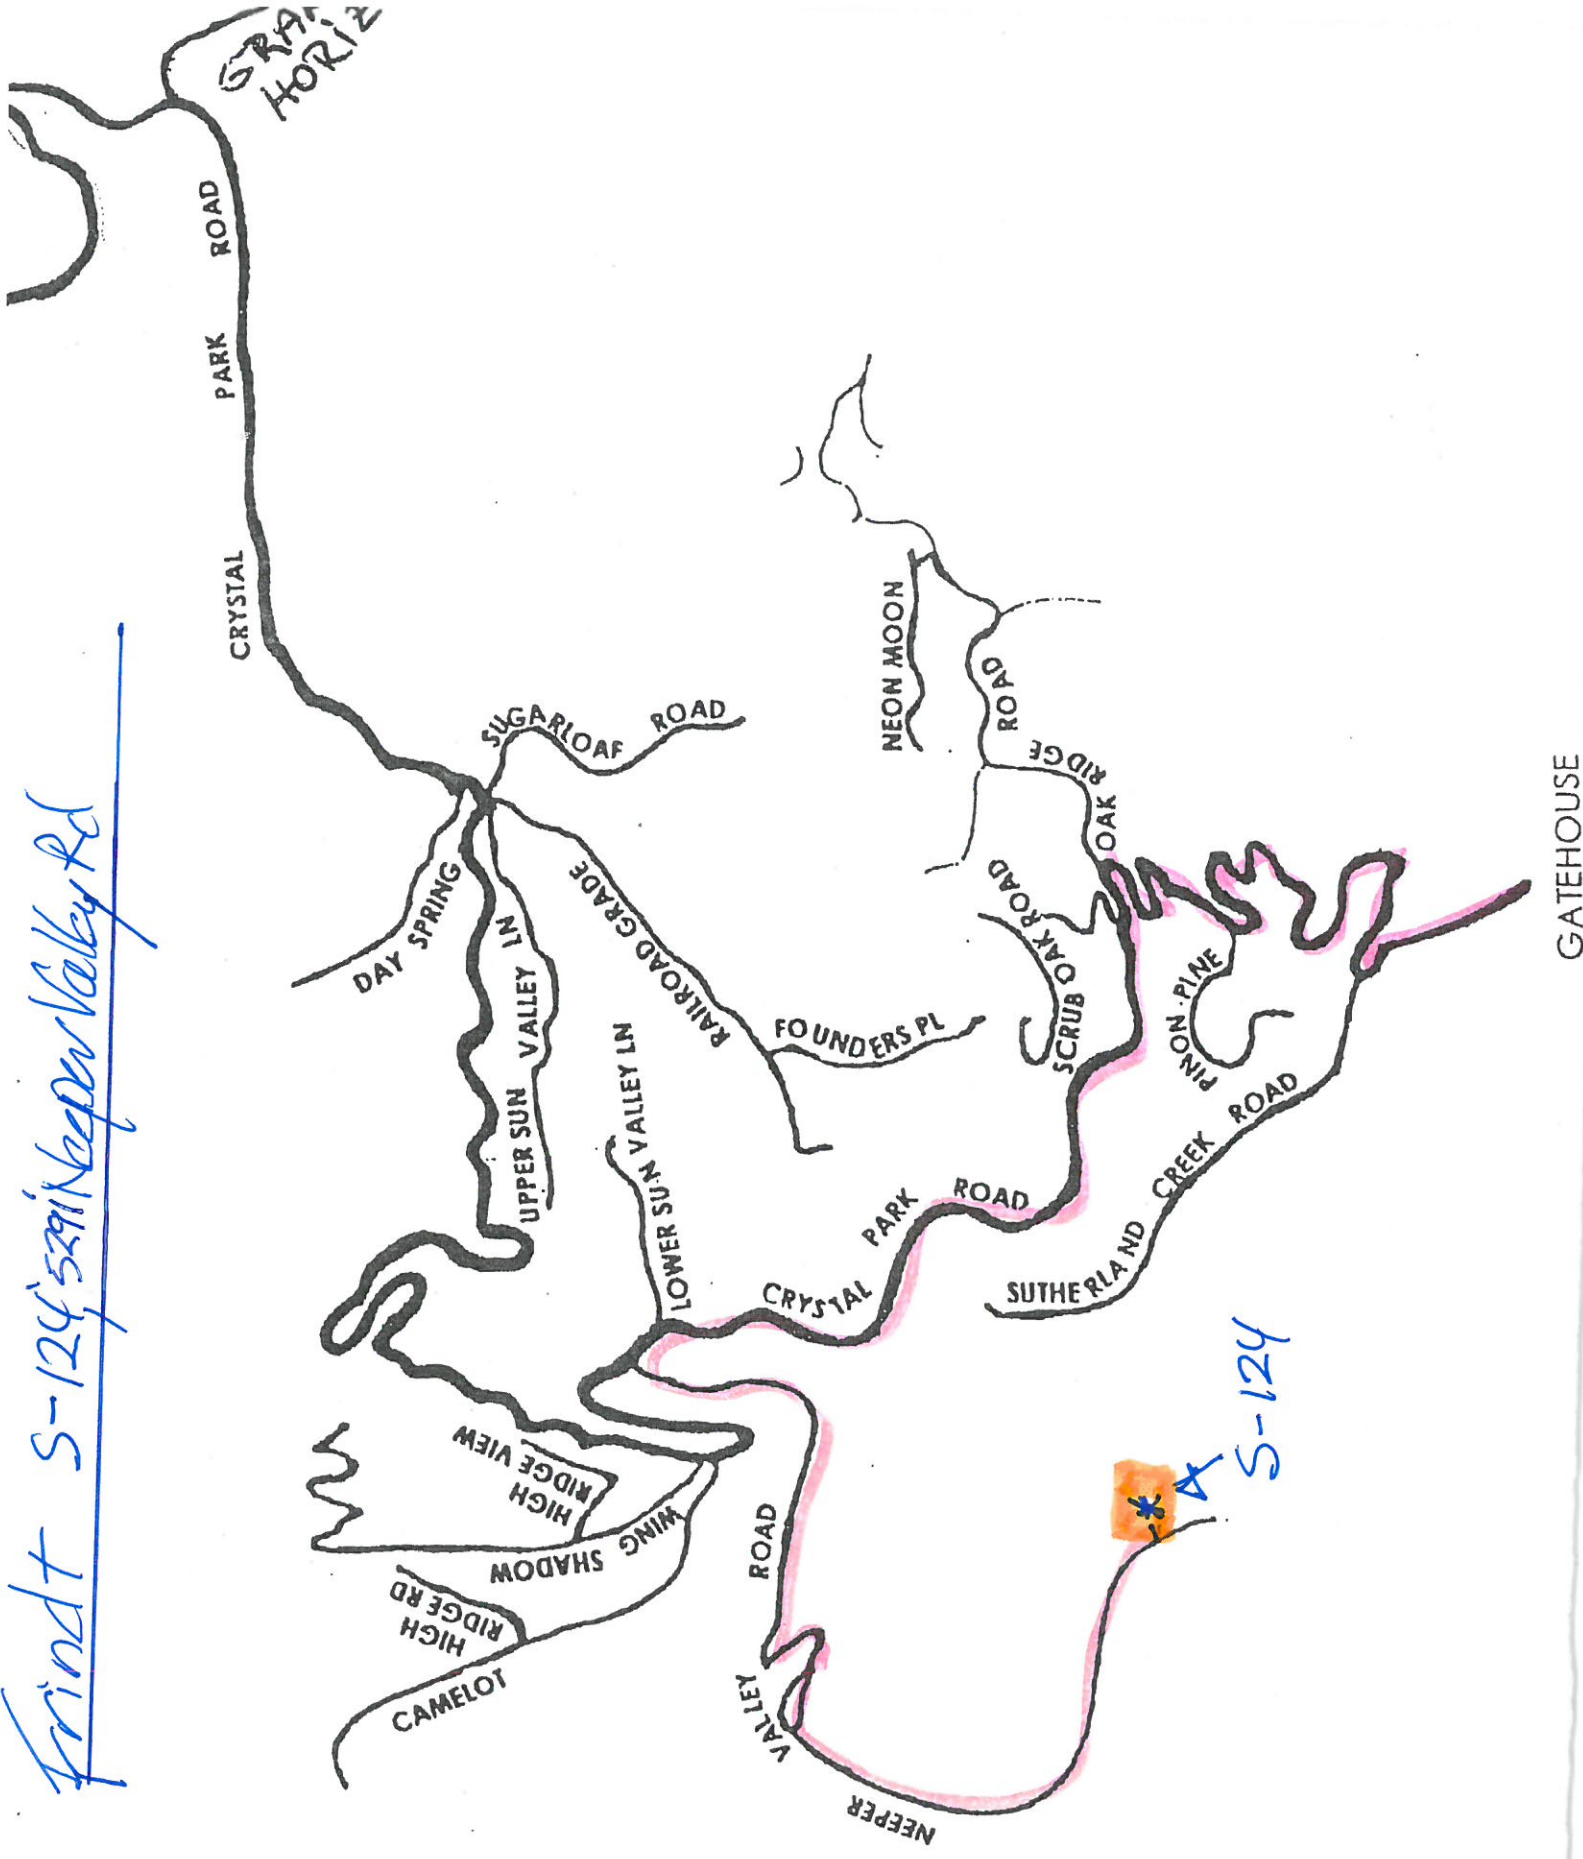 Frindt S-124, 5291 Neeper Valley Rd
HORIZ
CRYSTAL PARK ROAD
SUGARLOAF ROAD
DAY SPRING
UPPER SUN VALLEY LN
RAILROAD GRADE
FOUNDERS PL
LOWER SUN VALLEY LN
NEON MOON
OAK RIDGE ROAD
SCRUB OAK ROAD
PINON PINE
SUTHERLAND CREEK ROAD
CRYSTAL PARK ROAD
HIGH
RIDGE VIEW
SHADOW WING
HIGH
RIDGE RD
CAMELOT
NEEPER VALLEY ROAD
S-124
GATEHOUSE